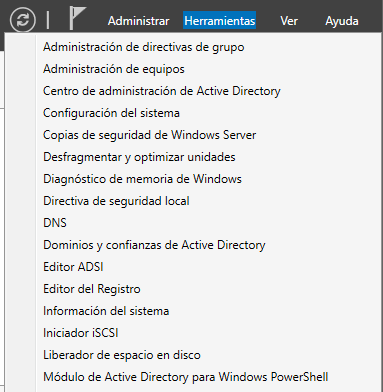 Administrar Herramientas Ver Ayuda
Administración de directivas de grupo
Administración de equipos
Centro de administración de Active Directory
Configuración del sistema
Copias de seguridad de Windows Server
Desfragmentar y optimizar unidades
Diagnóstico de memoria de Windows
Directiva de seguridad local
DNS
Dominios y confianzas de Active Directory
Editor ADSI
Editor del Registro
Información del sistema
Iniciador iSCSI
Liberador de espacio en disco
Módulo de Active Directory para Windows PowerShell